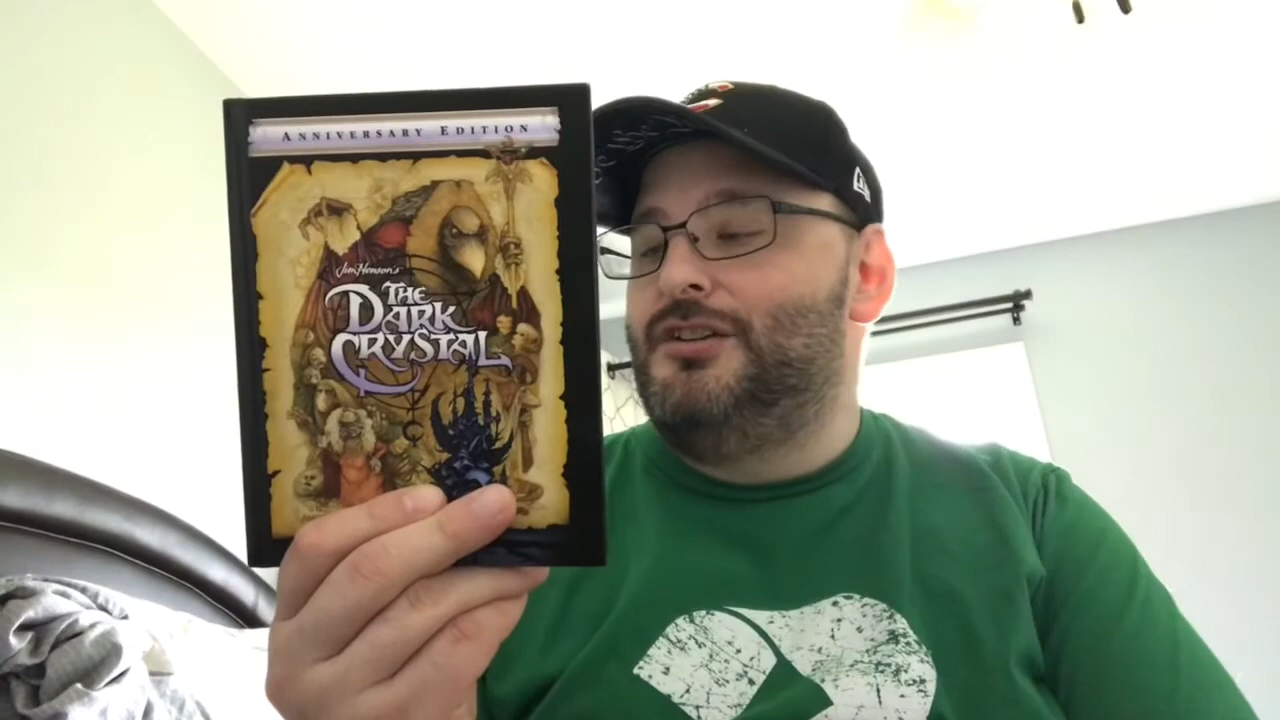 ANNIVERSARY EDITION
Jim Henson's
THE
DARK
CRYSTAL